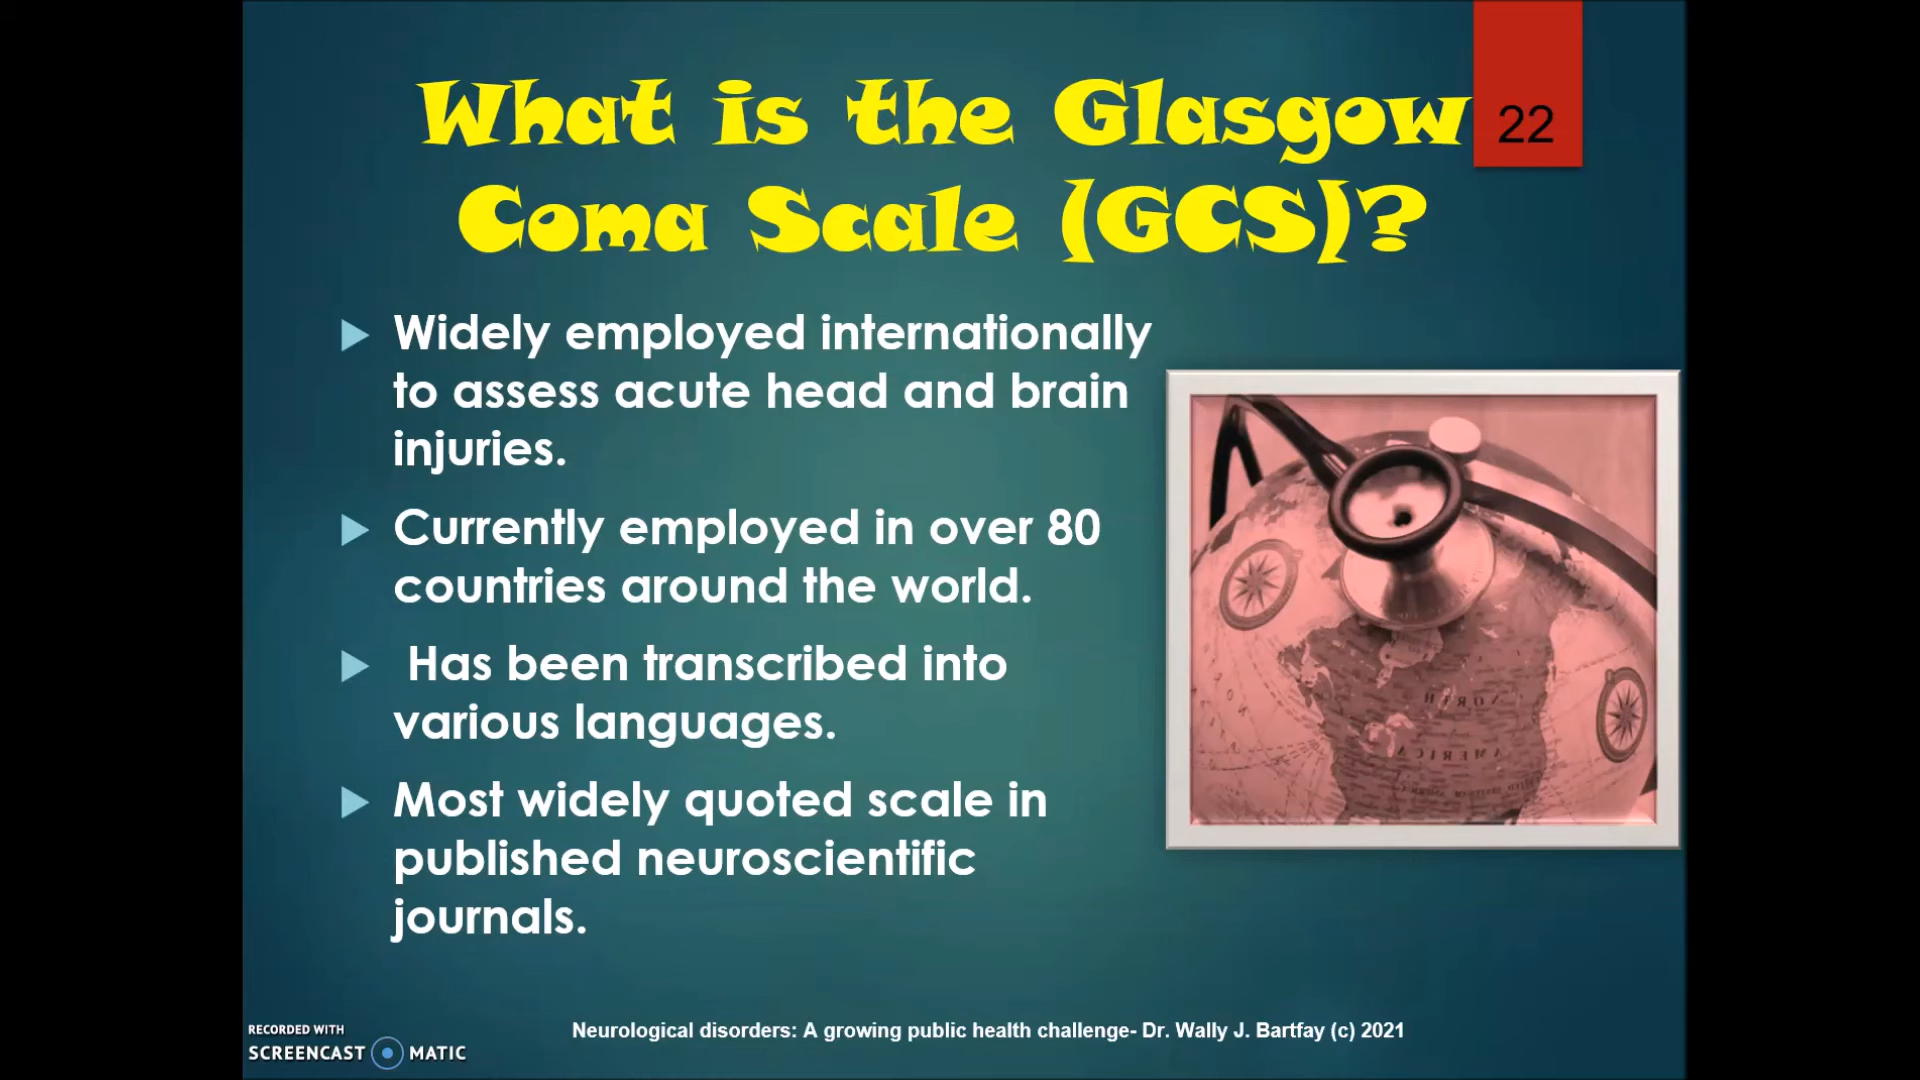 What is the Glasgow
22
Coma Scale (GCS)?
Widely employed internationally
to assess acute head and brain
injuries.
Currently employed in over 80
countries around the world.
Has been transcribed into
various languages.
Most widely quoted scale in
published neuroscientific
journals.
NORTH
AMERICA
RECORDED WITH
SCREENCAST MATIC
Neurological disorders: A growing public health challenge- Dr. Wally J. Bartfay (c) 2021